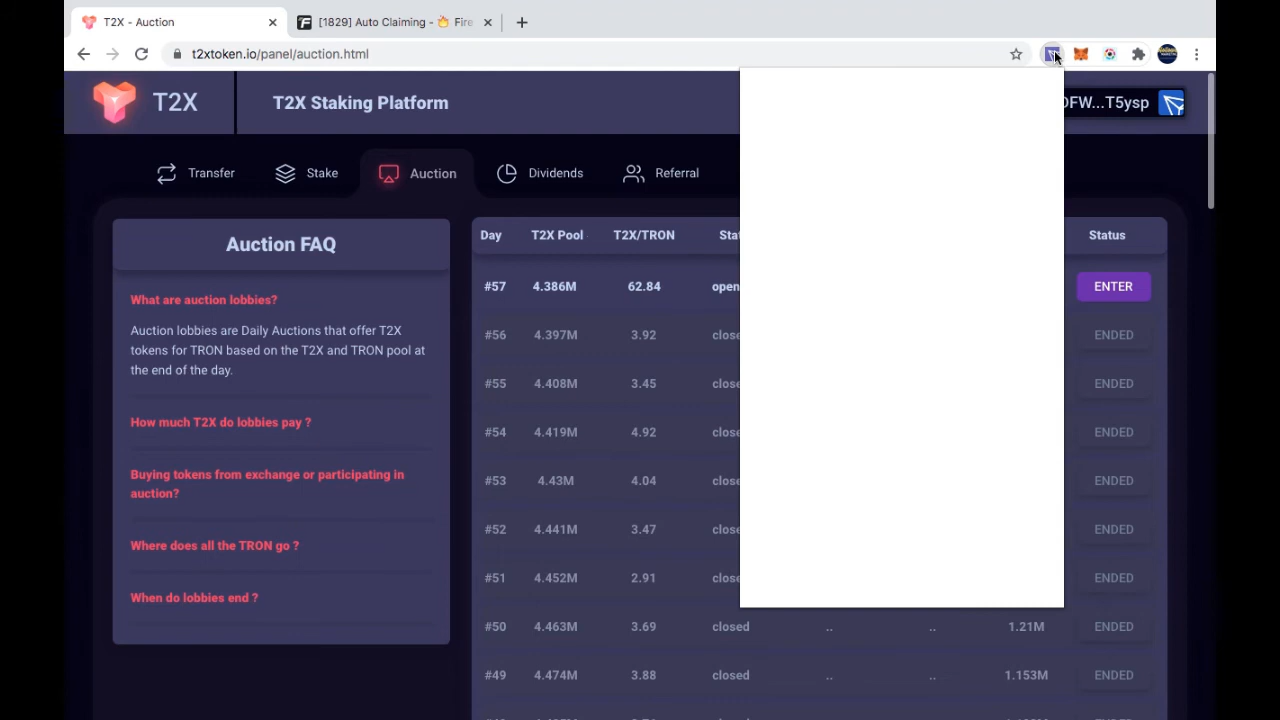 T2X - Auction
[1829] Auto Claiming - 🔥 Fire
t2xtoken.io/panel/auction.html
T2X
T2X Staking Platform
DFW...T5ysp
Transfer
Stake
Auction
Dividends
Referral
Auction FAQ
What are auction lobbies?
Auction lobbies are Daily Auctions that offer T2X
tokens for TRON based on the T2X and TRON pool at
the end of the day.
How much T2X do lobbies pay ?
Buying tokens from exchange or participating in
auction?
Where does all the TRON go ?
When do lobbies end ?
Day T2X Pool T2X/TRON Stat Status
#57 4.386M 62.84 open ENTER
#56 4.397M 3.92 close ENDED
#55 4.408M 3.45 close ENDED
#54 4.419M 4.92 close ENDED
#53 4.43M 4.04 close ENDED
#52 4.441M 3.47 close ENDED
#51 4.452M 2.91 close ENDED
#50 4.463M 3.69 closed .. .. 1.21M ENDED
#49 4.474M 3.88 closed .. .. 1.153M ENDED